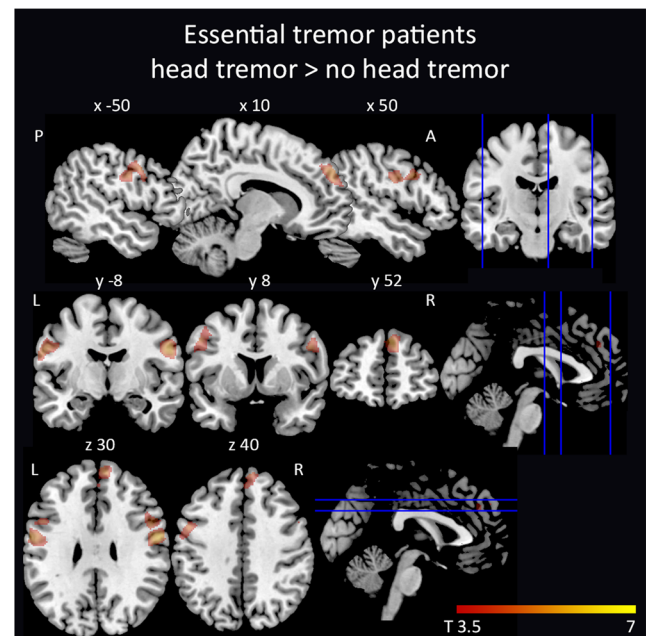 Essential tremor patients
head tremor > no head tremor
x -50 x 10 x 50
P A
y -8 y 8 y 52
L R
z 30 z 40
L R
T 3.5 7